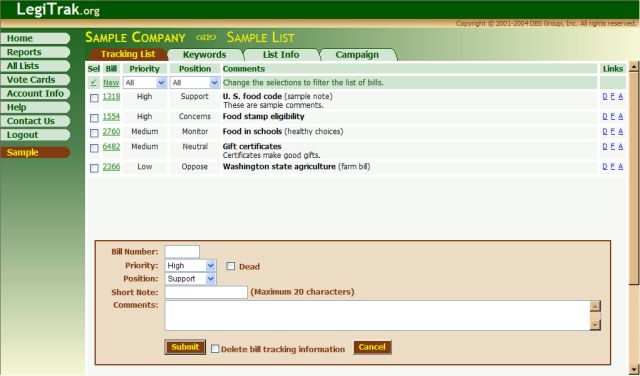 LegiTrak.org
Copyright © 2001-2004 DBS Group, Inc. All rights reserved.
Home
Reports
All Lists
Vote Cards
Account Info
Help
Contact Us
Logout
Sample
Sample Company Sample List
Tracking List Keywords List Info Campaign
Sel Bill Priority Position Comments Links
✓ New All All Change the selections to filter the list of bills.
1318 High Support U. S. food code (sample note) D F A
These are sample comments.
1554 High Concerns Food stamp eligibility D F A
2760 Medium Monitor Food in schools (healthy choices) D F A
6482 Medium Neutral Gift certificates D F A
Certificates make good gifts.
2366 Low Oppose Washington state agriculture (farm bill) D F A
Bill Number:
Priority: High Dead
Position: Support
Short Note: (Maximum 20 characters)
Comments:
Submit Delete bill tracking information Cancel